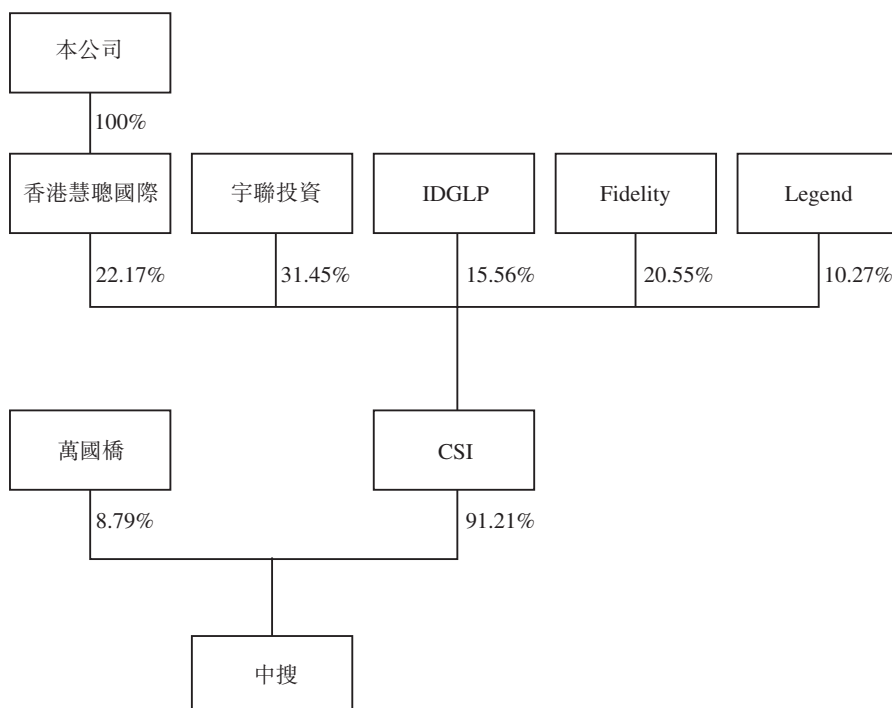 本公司
100%
香港慧聰國際
宇聯投資
IDGLP
Fidelity
Legend
22.17%
31.45%
15.56%
20.55%
10.27%
萬國橋
CSI
8.79%
91.21%
中搜